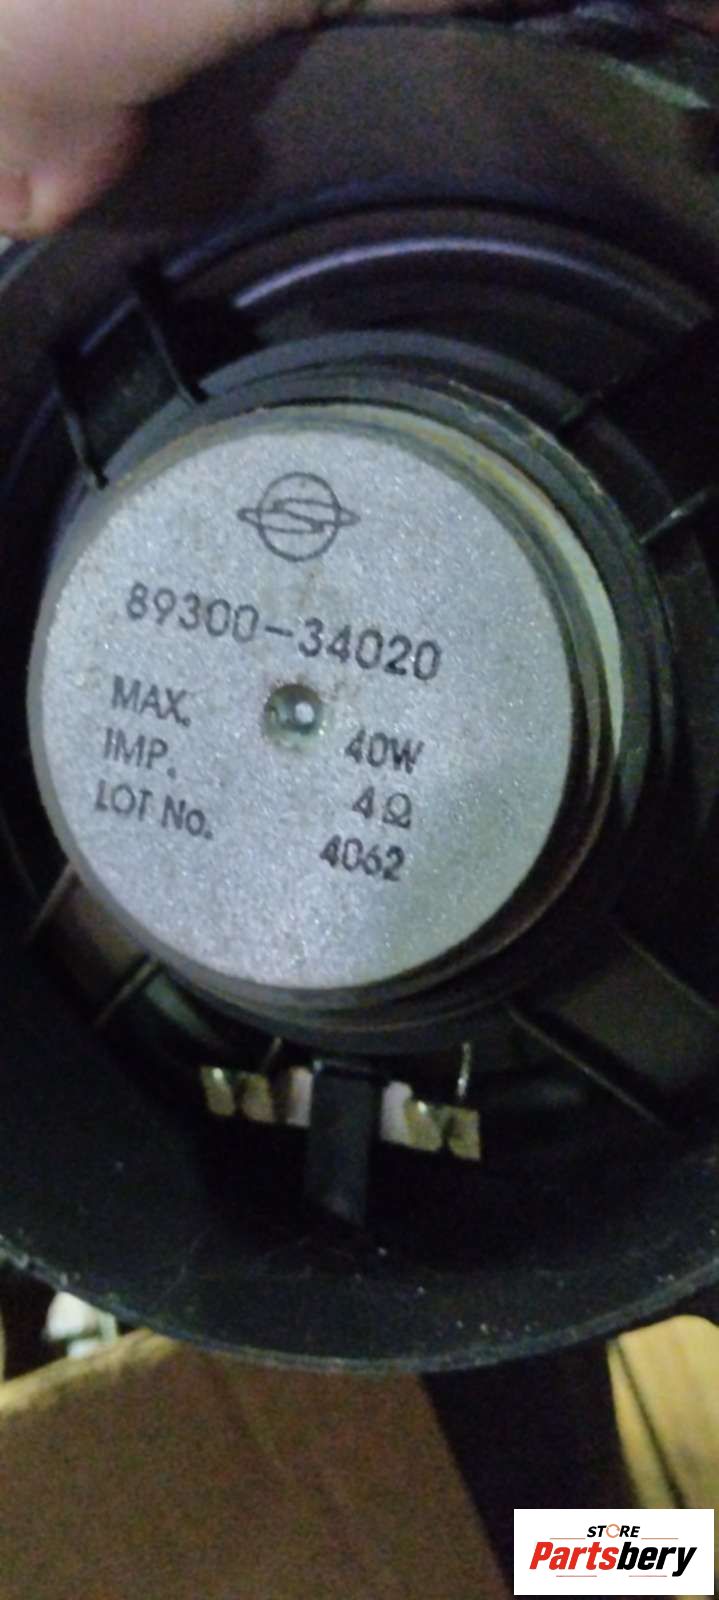 S
89300-34020
MAX. 40W
IMP. 4Ω
LOT No. 4062
STORE
Partsbery